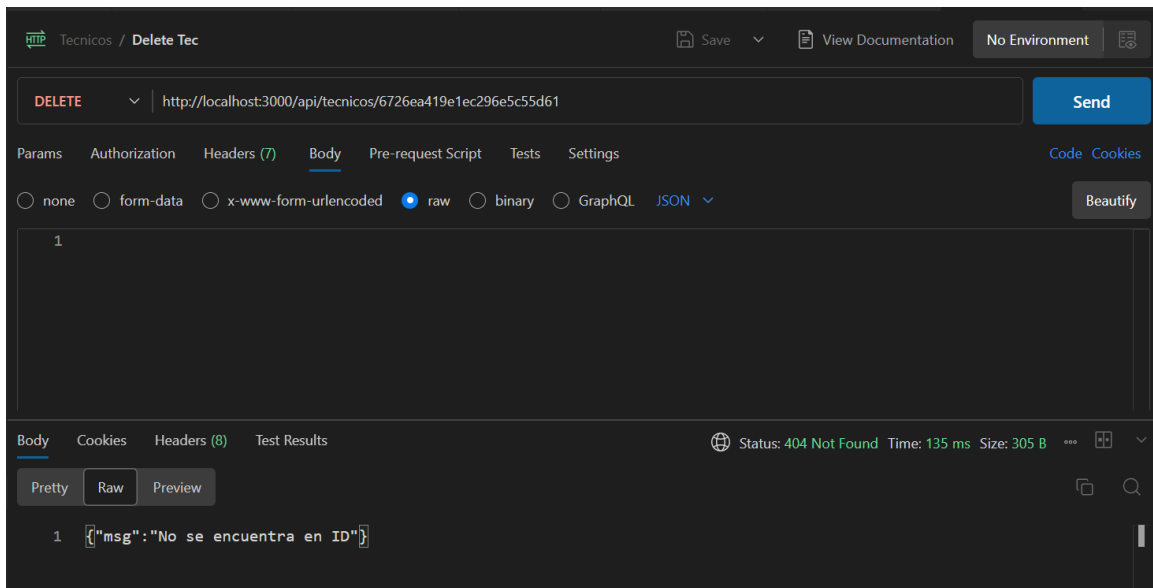 HTTP Tecnicos / Delete Tec Save View Documentation No Environment
DELETE http://localhost:3000/api/tecnicos/6726ea419e1ec296e5c55d61 Send
Params Authorization Headers (7) Body Pre-request Script Tests Settings Code Cookies
none form-data x-www-form-urlencoded raw binary GraphQL JSON Beautify
1
Body Cookies Headers (8) Test Results Status: 404 Not Found Time: 135 ms Size: 305 B
Pretty Raw Preview
1 {"msg":"No se encuentra en ID"}